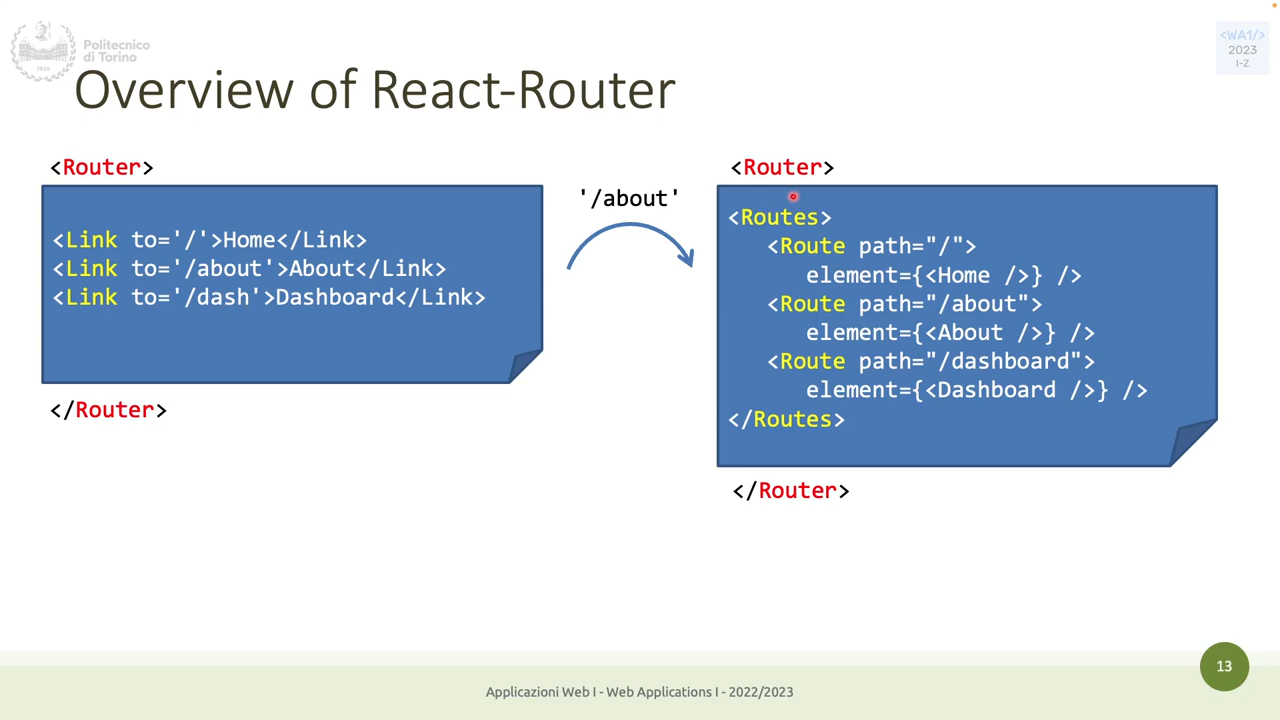 Politecnico
di Torino
1859
<WA1/>
2023
I-Z
Overview of React-Router
<Router>
<Link to='/'>Home</Link>
<Link to='/about'>About</Link>
<Link to='/dash'>Dashboard</Link>
</Router>
'/about'
<Router>
<Routes>
<Route path="/">
element={<Home />} />
<Route path="/about">
element={<About />} />
<Route path="/dashboard">
element={<Dashboard />} />
</Routes>
</Router>
Applicazioni Web I - Web Applications I - 2022/2023
13